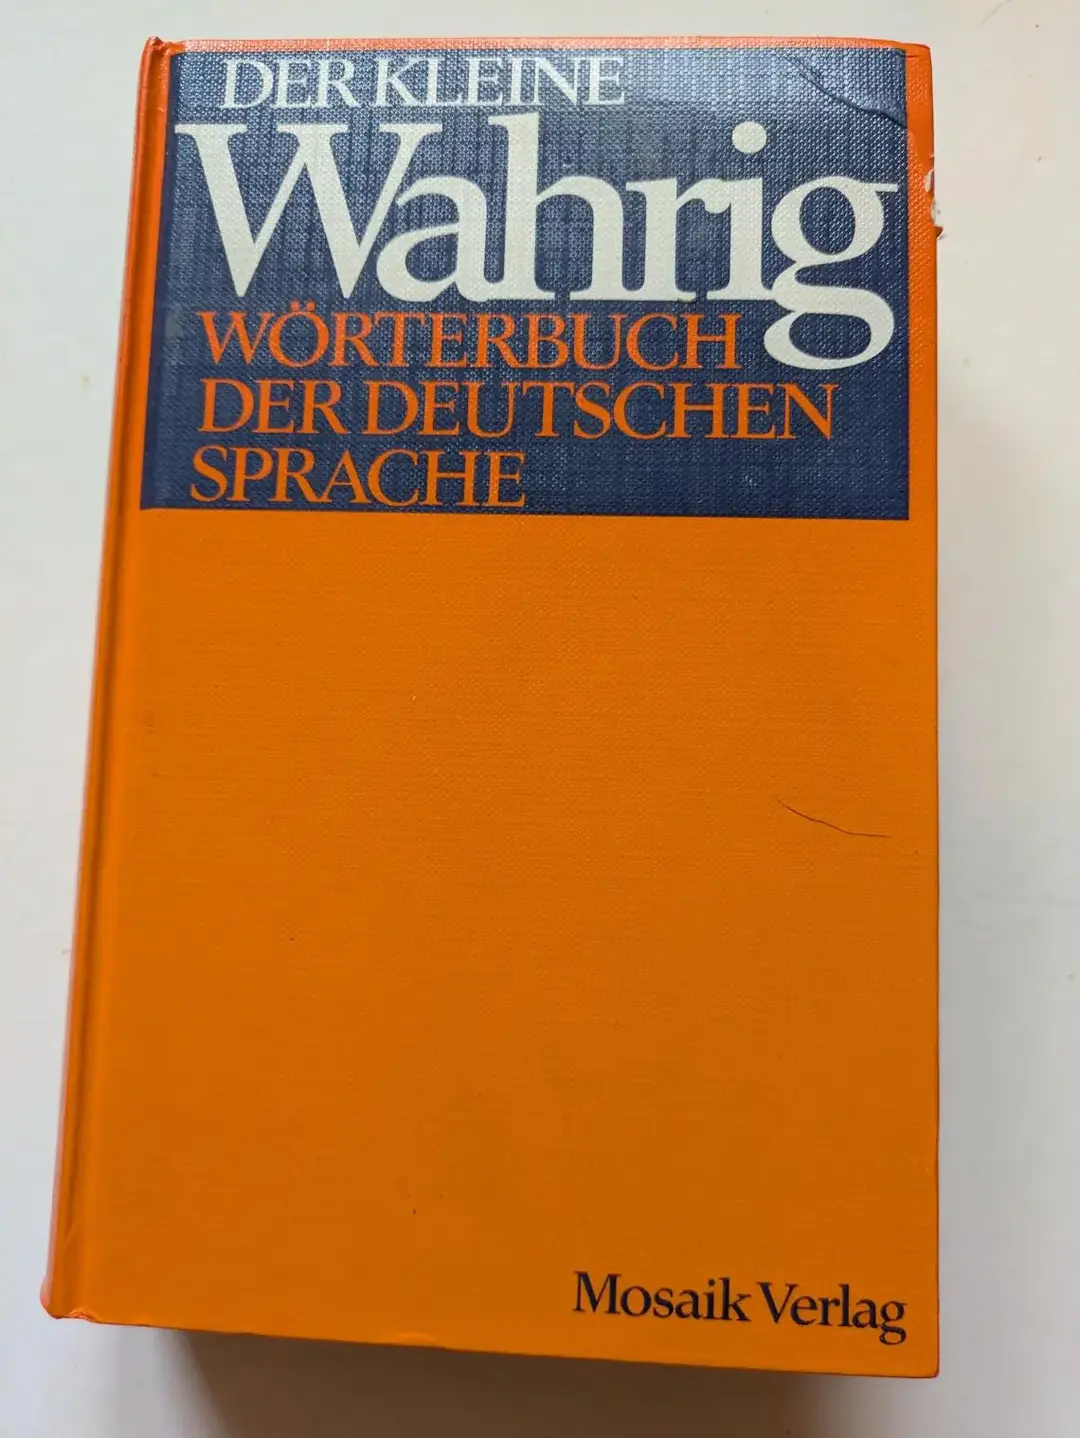 DER KLEINE
Wahrig
WÖRTERBUCH
DER DEUTSCHEN
SPRACHE
Mosaik Verlag